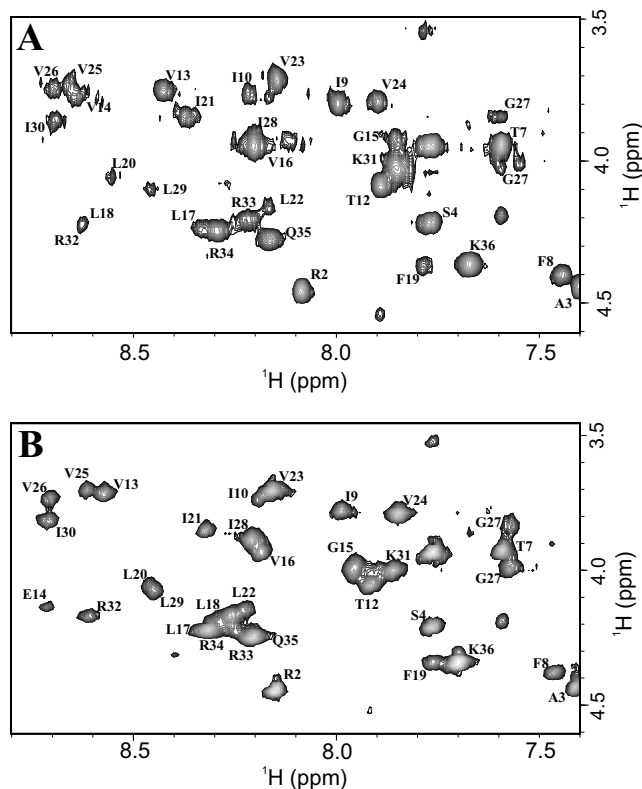 A
3.5
V26
V25
V14
V13
I21
I10
V23
I9
V24
G27
I30
I28
V16
G15
T7
K31
G27
4.0
L20
L29
T12
L18
R32
L17
R33
R34
L22
Q35
S4
R2
F19
K36
F8
A3
4.5
8.5
8.0
7.5
¹H (ppm)
¹H (ppm)
B
3.5
V26
V25
V13
I30
I10
V23
I21
I28
V16
I9
V24
G27
T7
G15
K31
G27
4.0
L20
L29
T12
E14
R32
L18
L22
L17
R34
R33
Q35
S4
R2
F19
K36
F8
A3
4.5
8.5
8.0
7.5
¹H (ppm)
¹H (ppm)